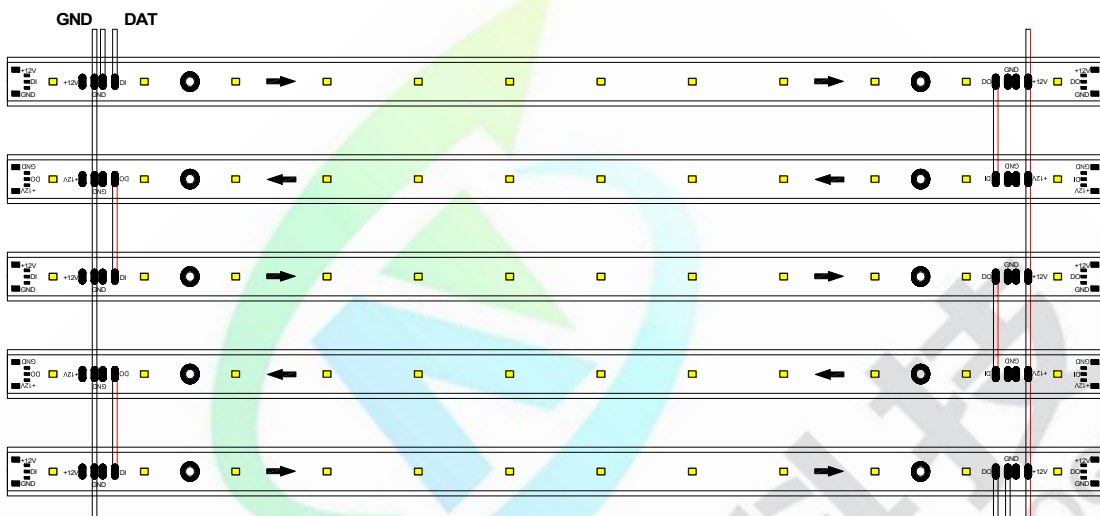 GND DAT
+12V GND +12V
DI +12V DI DO +12V DO
GND GND GND
GND GND GND
DO +12V DO DI +12V DI
+12V GND +12V
+12V GND +12V
DI +12V DI DO +12V DO
GND GND GND
GND GND GND
DO +12V DO DI +12V DI
+12V GND +12V
+12V GND +12V
DI +12V DI DO +12V DO
GND GND GND
科技